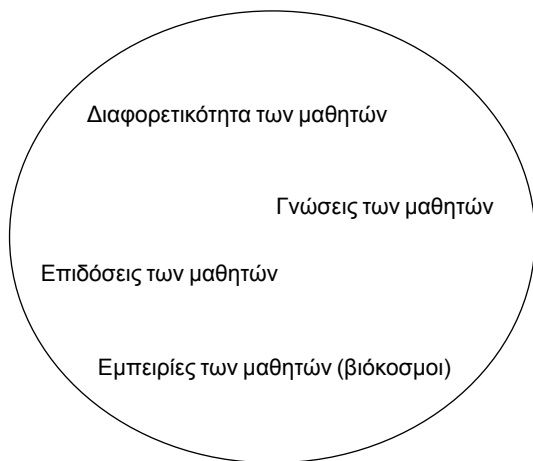 Διαφορετικότητα των μαθητών
Γνώσεις των μαθητών
Επιδόσεις των μαθητών
Εμπειρίες των μαθητών (βιόκοσμοι)